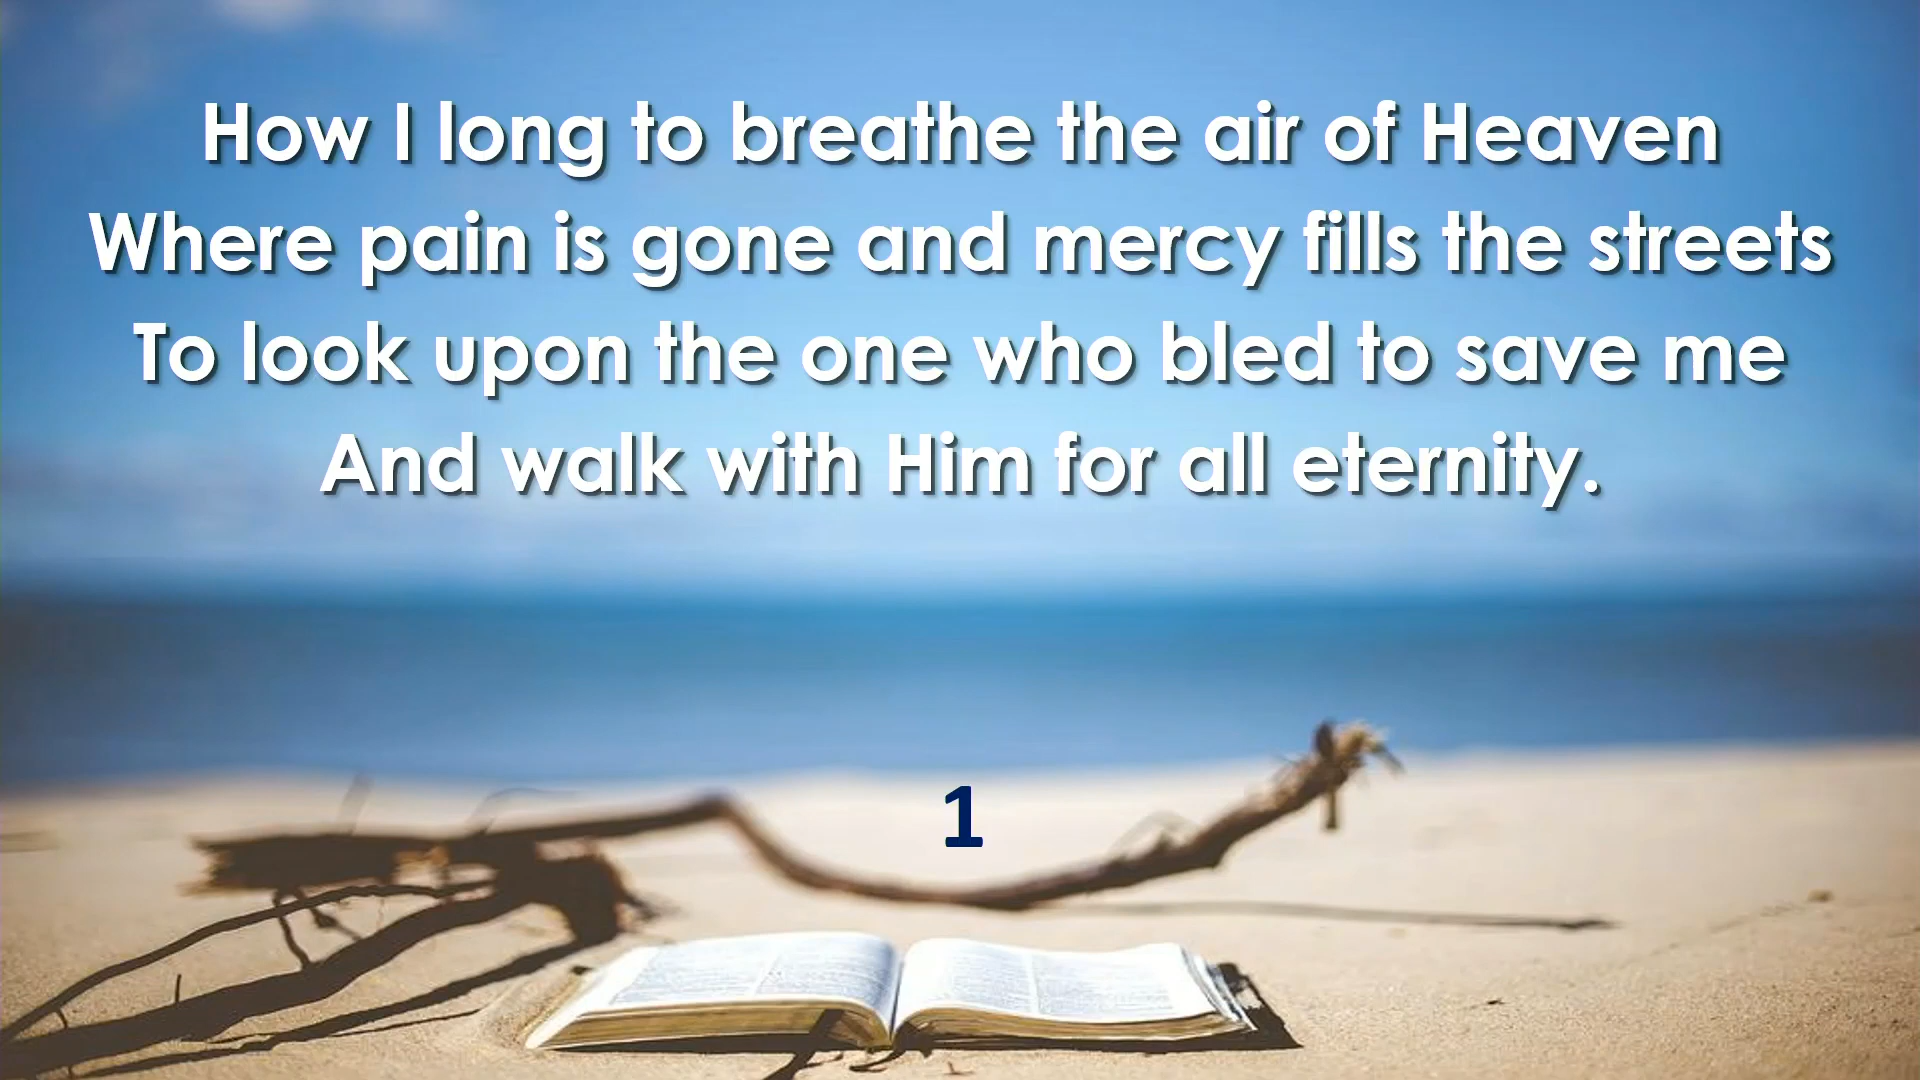 How I long to breathe the air of Heaven
Where pain is gone and mercy fills the streets
To look upon the one who bled to save me
And walk with Him for all eternity.
1